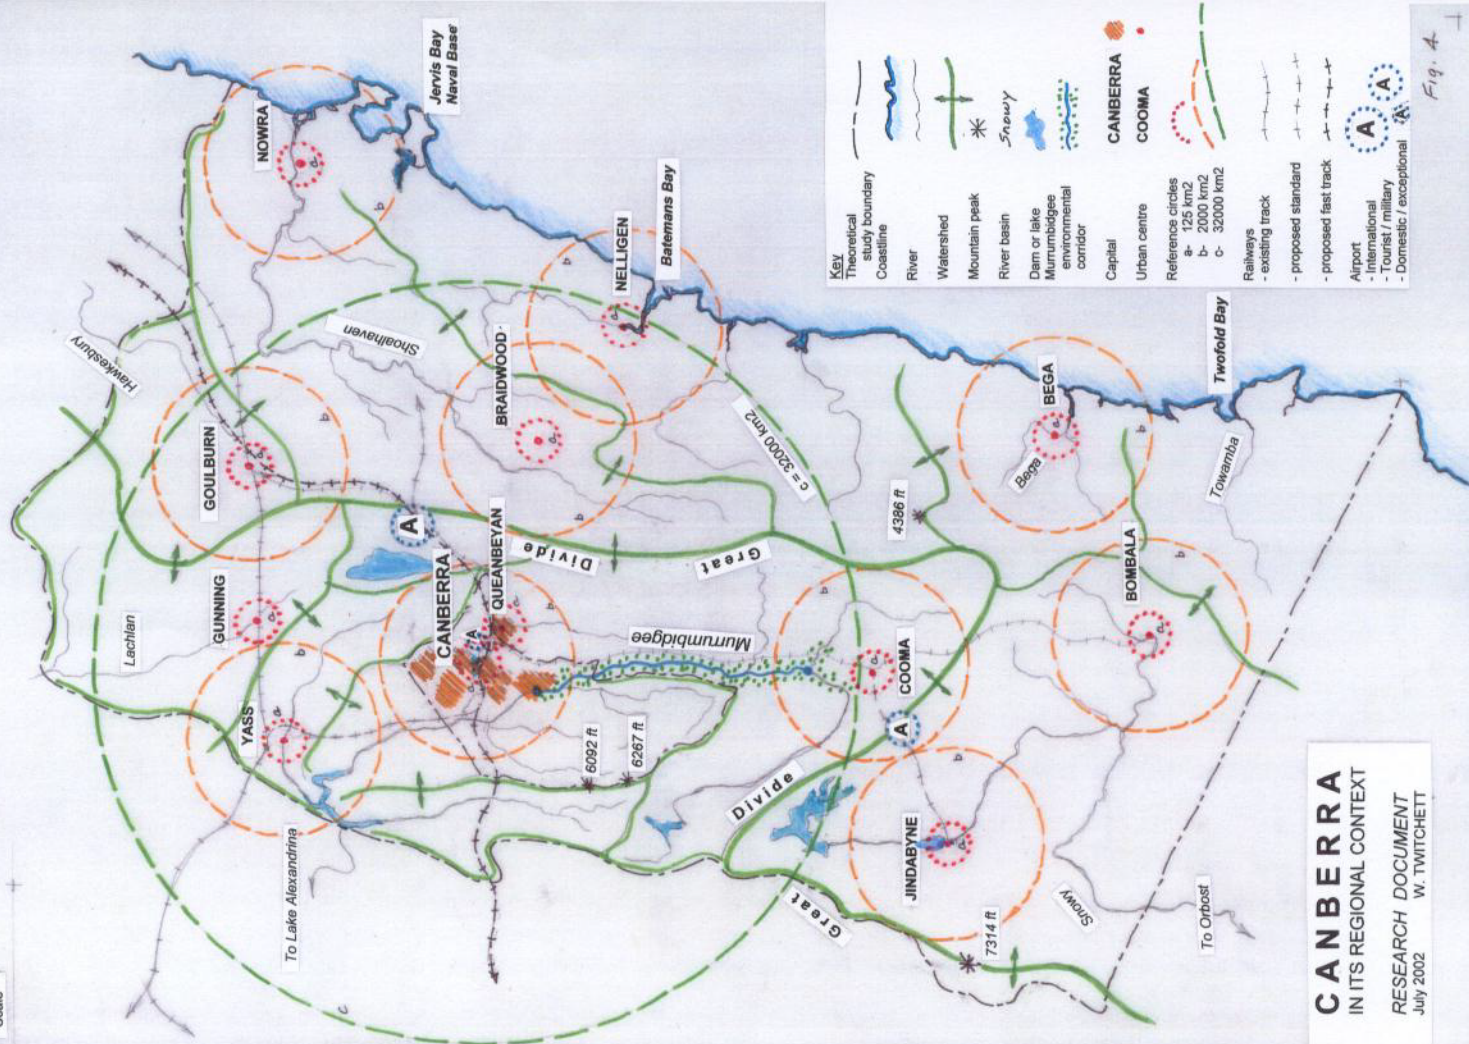 Scale
Hawkesbury
NOWRA
Jervis Bay
Naval Base
GOULBURN
Shoalhaven
BRAIDWOOD
NELLIGEN
Batemans Bay
Lachlan
GUNNING
YASS
A
CANBERRA
QUEANBEYAN
A
Great
Divide
c = 32000 km2
To Lake Alexandrina
6092 ft
6267 ft
Murrumbidgee
4386 ft
BEGA
Bega
Twofold Bay
Towamba
COOMA
A
BOMBALA
Great
Divide
JINDABYNE
7314 ft
Snowy
To Orbost
a
a
a
a
a
a
a
a
a
a
a
b
b
b
b
b
b
b
b
b
b
b
b
c
Key
Theoretical
study boundary
Coastline
River
Watershed
Mountain peak
River basin
Snowy
Dam or lake
Murrumbidgee
environmental
corridor
Capital CANBERRA
Urban centre COOMA
Reference circles
a- 125 km2
b- 2000 km2
c- 32000 km2
Railways
- existing track
- proposed standard
- proposed fast track
Airport
- International A
- Tourist / military A
- Domestic / exceptional A
Fig. 4
CANBERRA
IN ITS REGIONAL CONTEXT
RESEARCH DOCUMENT
July 2002 W. TWITCHETT